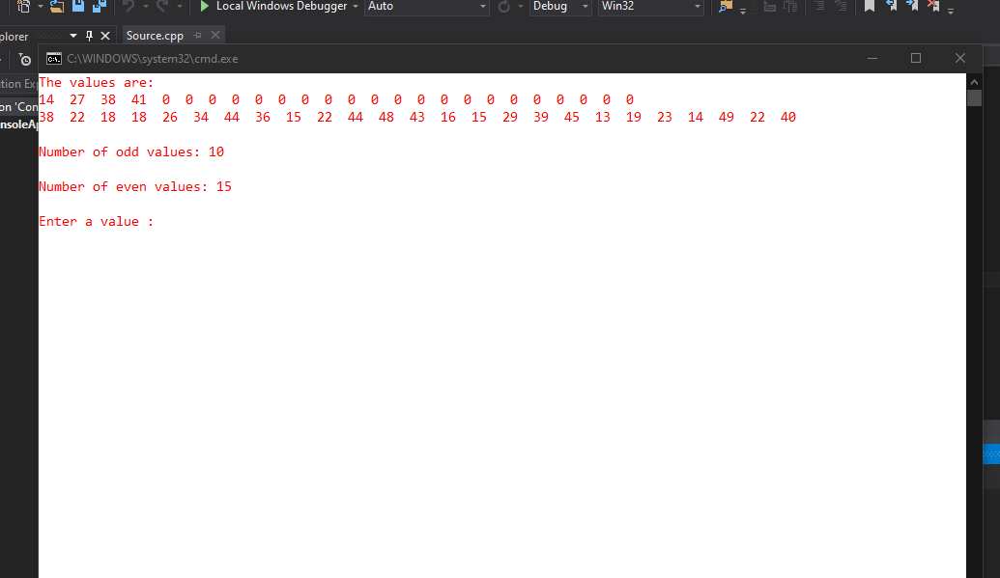 Local Windows Debugger Auto Debug Win32
plorer Source.cpp
C:\WINDOWS\system32\cmd.exe
ution Exp
on 'Con
nsoleAp
The values are:
14 27 38 41 0 0 0 0 0 0 0 0 0 0 0 0 0 0 0 0 0 0 0 0 0
38 22 18 18 26 34 44 36 15 22 44 48 43 16 15 29 39 45 13 19 23 14 49 22 40
Number of odd values: 10
Number of even values: 15
Enter a value :